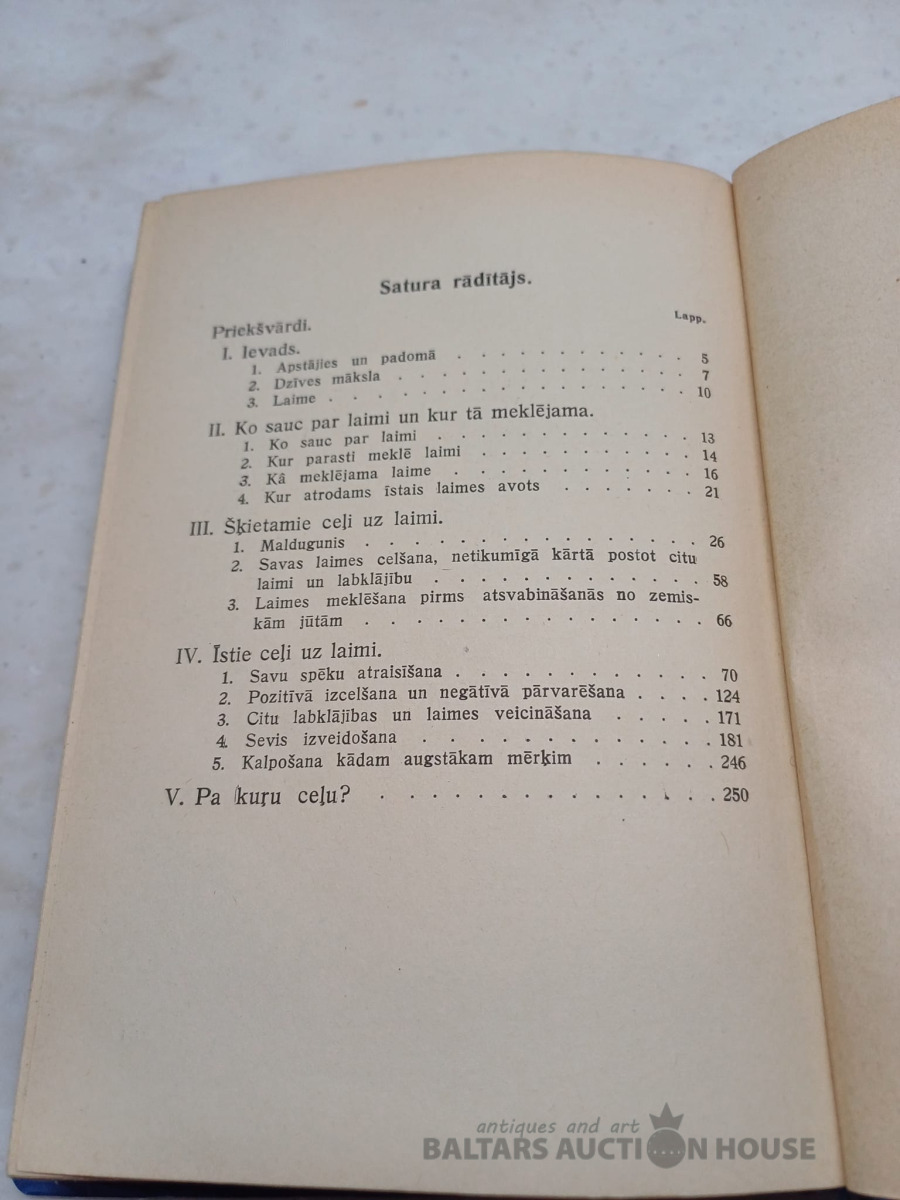 Satura rādītājs.
Lapp.
Priekšvārdi.
I. Ievads.
1. Apstājies un padomā . . . . . . . . . . . 5
2. Dzīves māksla . . . . . . . . . . . . . 7
3. Laime . . . . . . . . . . . . . . . . 10
II. Ko sauc par laimi un kur tā meklējama.
1. Ko sauc par laimi . . . . . . . . . . . 13
2. Kur parasti meklē laimi . . . . . . . . . 14
3. Kâ meklējama laime . . . . . . . . . . . 16
4. Kur atrodams īstais laimes avots . . . . . . 21
III. Šķietamie ceļi uz laimi.
1. Maldugunis . . . . . . . . . . . . . . 26
2. Savas laimes celšana, netikumīgā kārtā postot citu
laimi un labklājību . . . . . . . . . . . 58
3. Laimes meklēšana pirms atsvabināšanās no zemis-
kām jūtām . . . . . . . . . . . . . . 66
IV. Īstie ceļi uz laimi.
1. Savu spēku atraisīšana . . . . . . . . . . 70
2. Pozitīvā izcelšana un negātīvā pārvarēšana . . . . 124
3. Citu labklājības un laimes veicināšana . . . . . 171
4. Sevis izveidošana . . . . . . . . . . . . 181
5. Kalpošana kādam augstākam mērķim . . . . . . 246
V. Pa kuŗu ceļu? . . . . . . . . . . . . . . 250
antiques and art
BALTARS AUCTION HOUSE